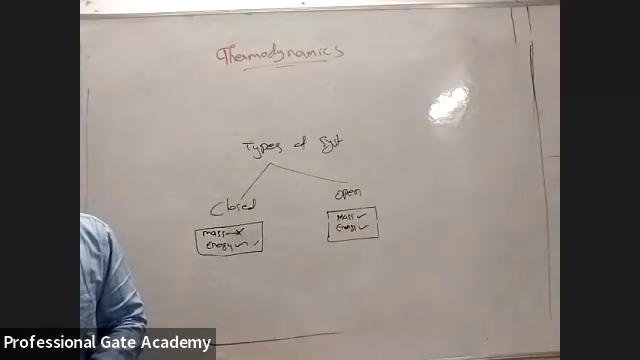 Thermodynamics
Types of Syst
Closed
Open
Mass ✗
Energy ✓ ✓
Mass ✓
Energy ✓
Professional Gate Academy